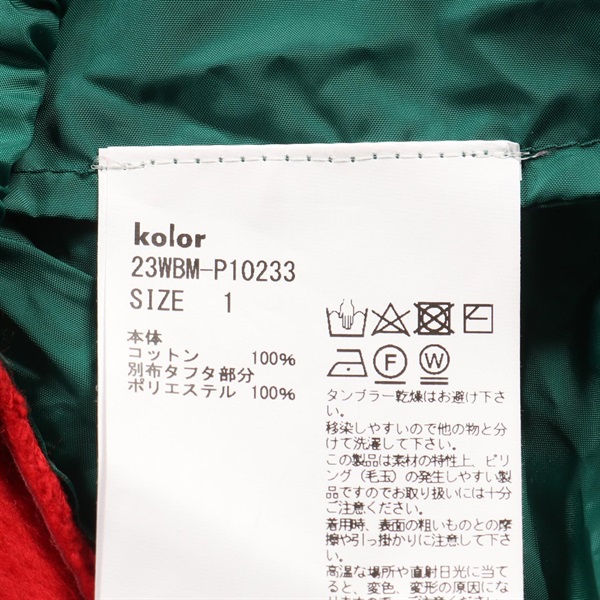 kolor
23WBM-P10233
SIZE 1
本体
コットン 100%
別布タフタ部分
ポリエステル 100%
F W
タンブラー乾燥はお避け下さい。
移染しやすいので他の物と分けて洗濯して下さい。
この製品は素材の特性上、ピリング(毛玉)の発生しやすい製品ですのでお取り扱いには十分ご注意ください。
着用時、表面の粗いものとの摩擦や引っ掛かりに注意して下さい。
高温な場所や直射日光に当てると、変色、変形の原因になり